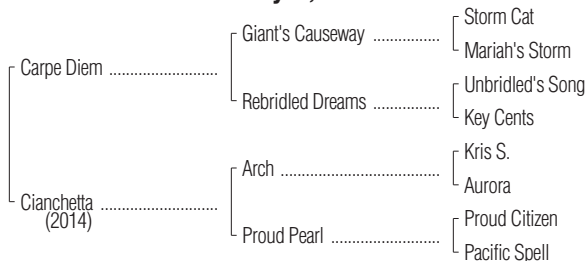 Storm Cat
Giant's Causeway
Mariah's Storm
Carpe Diem
Unbridled's Song
Rebridled Dreams
Key Cents
Kris S.
Arch
Aurora
Cianchetta
(2014)
Proud Citizen
Proud Pearl
Pacific Spell